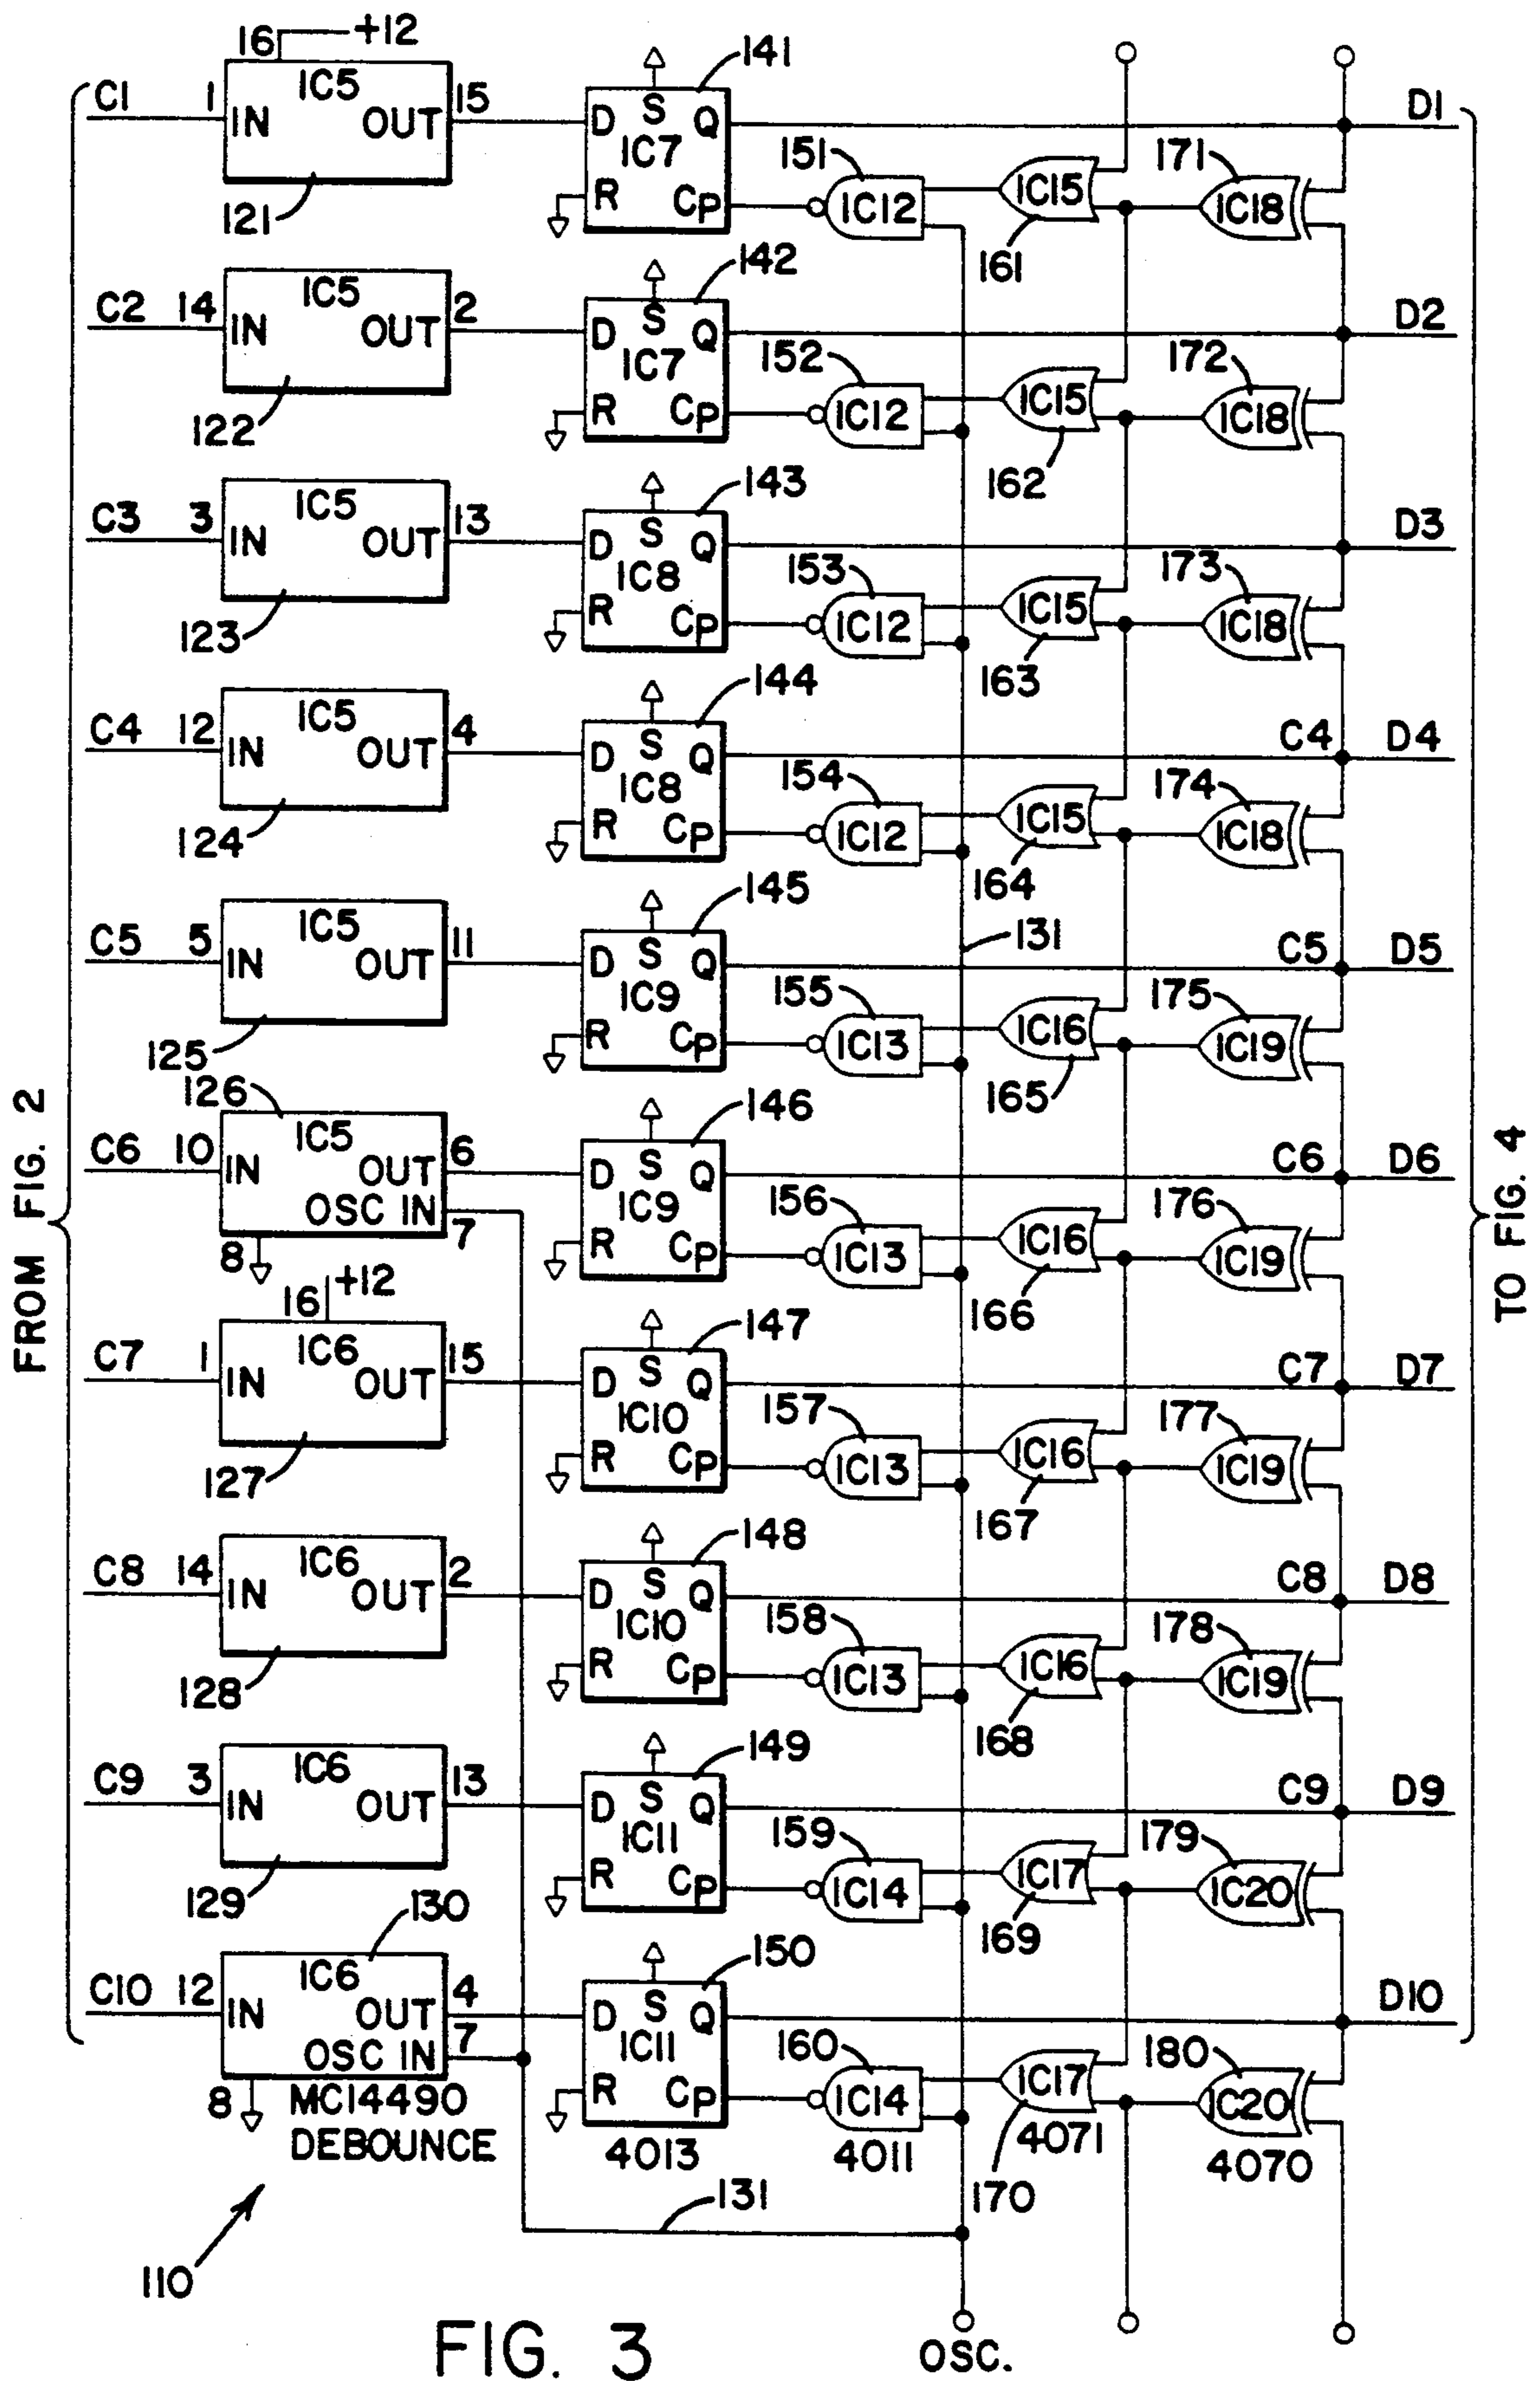 16 +12 141
C1 1 IN IC5 OUT 15 D S Q IC7 R CP 151 IC12 IC15 171 IC18 D1
121 161
C2 14 IN IC5 OUT 2 142 D S Q IC7 R CP 152 IC12 IC15 172 IC18 D2
122 162
C3 3 IN IC5 OUT 13 143 D S Q IC8 R CP 153 IC12 IC15 173 IC18 D3
123 163
C4 12 IN IC5 OUT 4 144 D S Q IC8 R CP 154 IC12 IC15 174 IC18 C4 D4
124 164
131
C5 5 IN IC5 OUT 11 145 D S Q IC9 R CP 155 IC13 IC16 175 IC19 C5 D5
125 165
126
C6 10 IN IC5 OUT 6 OSC IN 7 8 146 D S Q IC9 R CP 156 IC13 IC16 176 IC19 C6 D6
166
16 +12
C7 1 IN IC6 OUT 15 147 D S Q IC10 R CP 157 IC13 IC16 177 IC19 C7 D7
127 167
C8 14 IN IC6 OUT 2 148 D S Q IC10 R CP 158 IC13 IC16 178 IC19 C8 D8
128 168
C9 3 IN IC6 OUT 13 149 D S Q IC11 R CP 159 IC14 IC17 179 IC20 C9 D9
129 169
130
C10 12 IN IC6 OUT 4 OSC IN 7 8 150 D S Q IC11 R CP 160 IC14 IC17 180 IC20 D10
MC14490
DEBOUNCE
4013 4011 4071 4070
170
131
110
FROM FIG. 2
TO FIG. 4
FIG. 3
OSC.